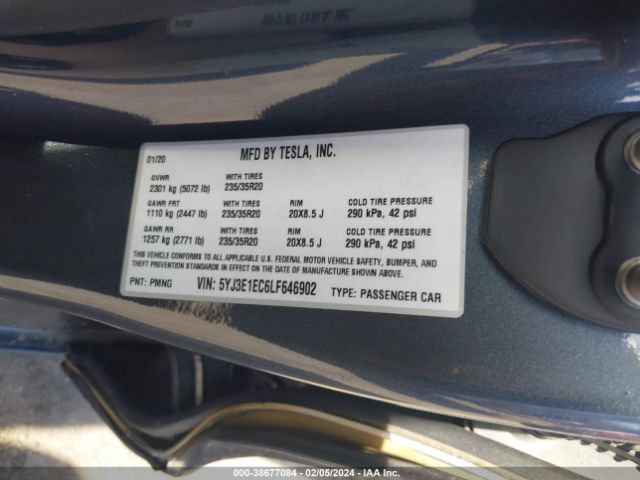 01/20 MFD BY TESLA, INC.
GVWR WITH TIRES
2301 kg (5072 lb) 235/35R20
GAWR FRT WITH TIRES RIM COLD TIRE PRESSURE
1110 kg (2447 lb) 235/35R20 20X8.5 J 290 kPa, 42 psi
GAWR RR WITH TIRES RIM COLD TIRE PRESSURE
1257 kg (2771 lb) 235/35R20 20X8.5 J 290 kPa, 42 psi
THIS VEHICLE CONFORMS TO ALL APPLICABLE U.S. FEDERAL MOTOR VEHICLE SAFETY, BUMPER, AND
THEFT PREVENTION STANDARDS IN EFFECT ON THE DATE OF MANUFACTURE SHOWN ABOVE.
PNT: PMNG VIN: 5YJ3E1EC6LF646902 TYPE: PASSENGER CAR
000-38677084 - 02/05/2024 - IAA Inc.